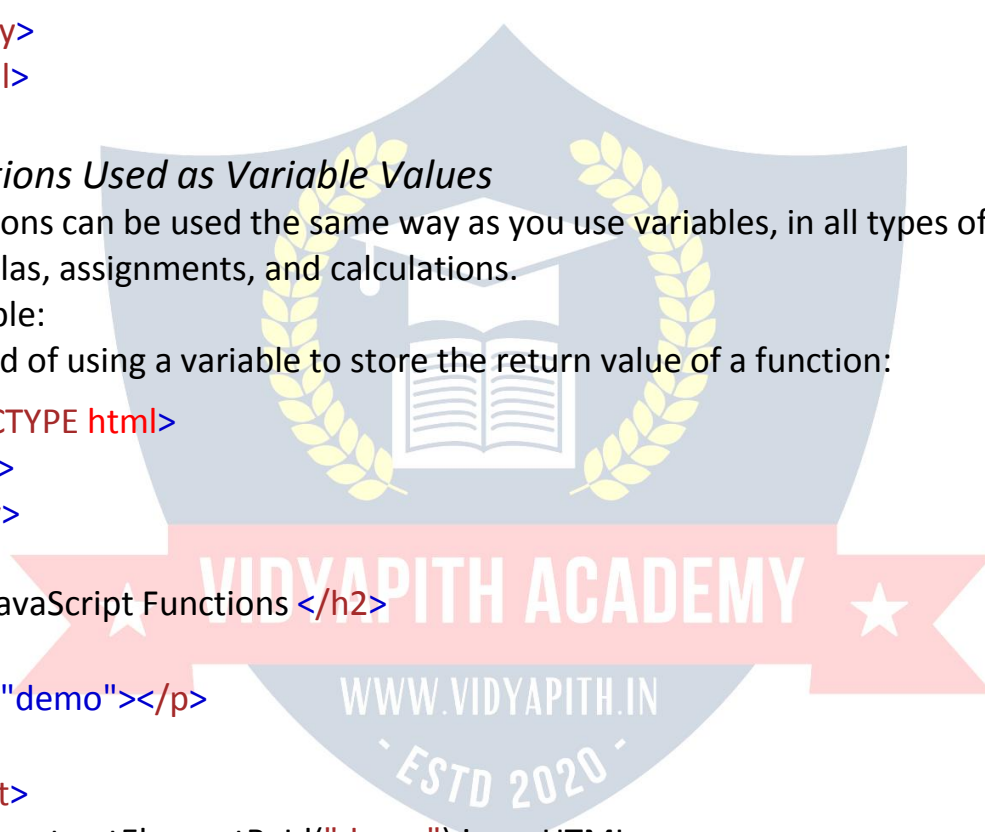 y>
l>
tions Used as Variable Values
ons can be used the same way as you use variables, in all types of
las, assignments, and calculations.
ple:
d of using a variable to store the return value of a function:
CTYPE html>
>
>
avaScript Functions </h2>
"demo"></p>
t>
VIDYAPITH ACADEMY
WWW.VIDYAPITH.IN
ESTD 2020